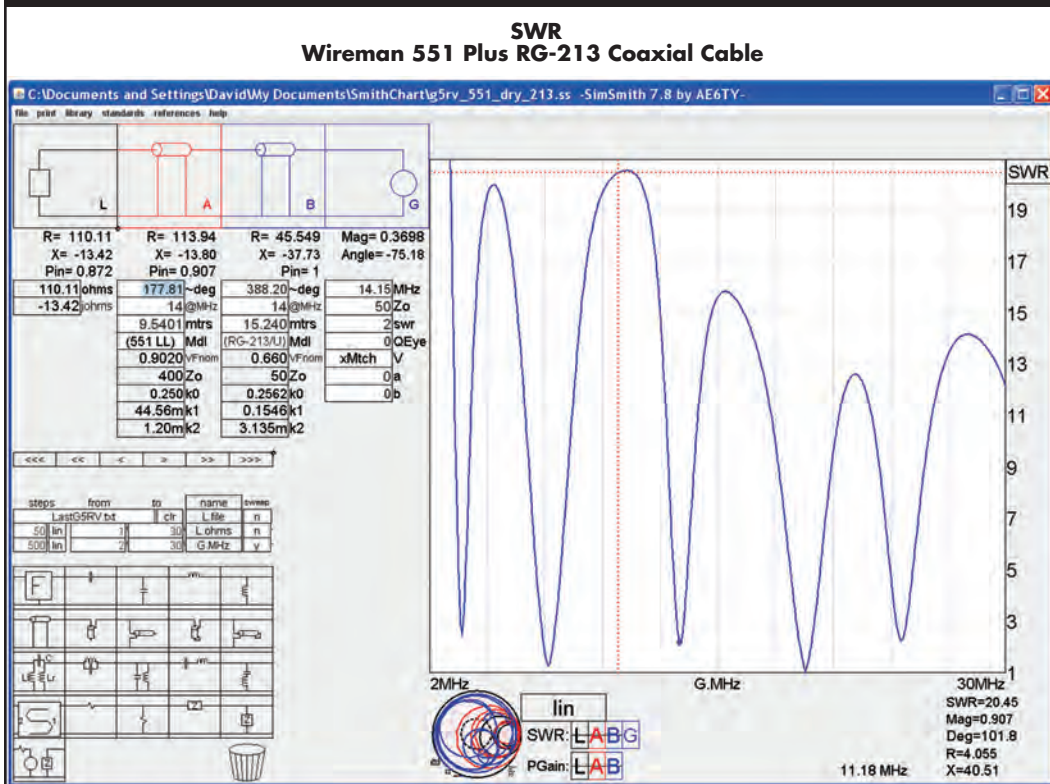 SWR
Wireman 551 Plus RG-213 Coaxial Cable
C:\Documents and Settings\David\My Documents\SmithChart\g5rv_551_dry_213.ss -SimSmith 7.8 by AE6TY-
file print library standards references help
L A B G
R= 110.11 R= 113.94 R= 45.549 Mag= 0.3698
X= -13.42 X= -13.80 X= -37.73 Angle= -75.18
Pin= 0.872 Pin= 0.907 Pin= 1
110.11 ohms 177.81 ~deg 388.20 ~deg 14.15 MHz
-13.42 johms 14 @MHz 14 @MHz 50 Zo
9.5401 mtrs 15.240 mtrs 2 swr
(551 LL) Mdl (RG-213/U) Mdl 0 QEye
0.9020 VFnom 0.660 VFnom xMtch V
400 Zo 50 Zo 0 a
0.250 k0 0.2562 k0 0 b
44.56m k1 0.1546 k1
1.20m k2 3.135m k2
<<< << < > >> >>>
steps from to name sweep
LastG5RV.txt clr L.file n
50 lin 1 30 L.ohms n
500 lin 2 30 G.MHz y
F
SWR
19
17
15
13
11
9
7
5
3
1
2MHz G.MHz 30MHz
lin
SWR: L A B G
PGain: L A B
11.18 MHz
SWR=20.45
Mag=0.907
Deg=101.8
R=4.055
X=40.51